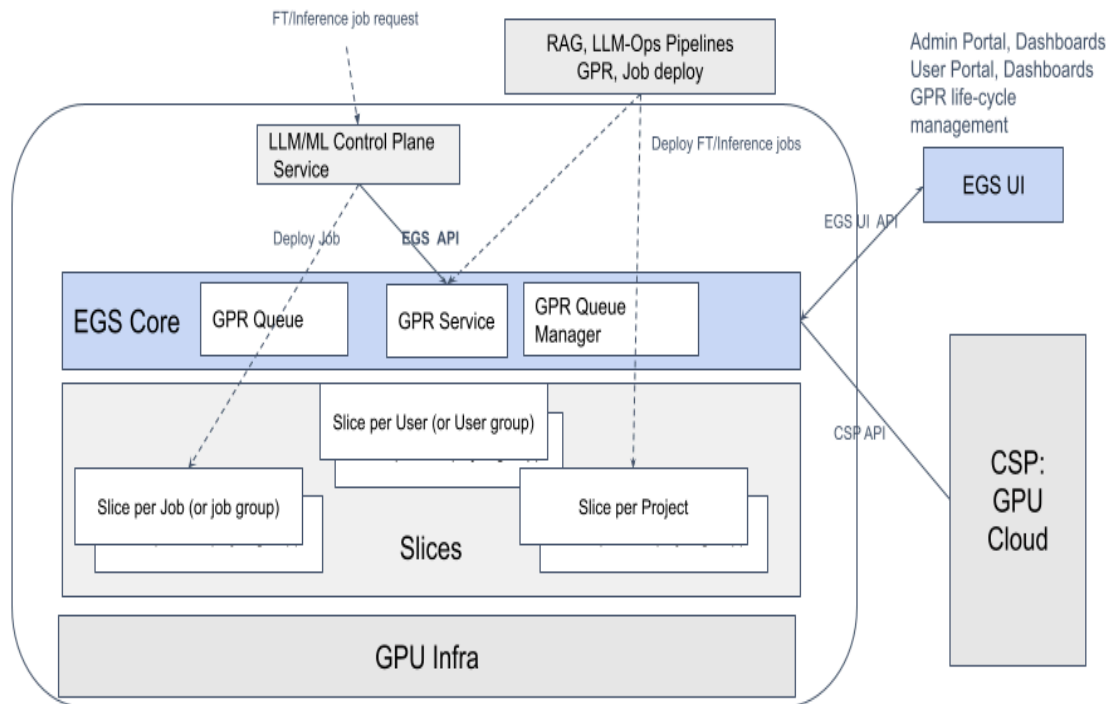 FT/Inference job request
RAG, LLM-Ops Pipelines
GPR, Job deploy
Admin Portal, Dashboards
User Portal, Dashboards
GPR life-cycle
management
LLM/ML Control Plane
Service
Deploy FT/Inference jobs
EGS UI
EGS UI API
Deploy Job
EGS API
EGS Core
GPR Queue
GPR Service
GPR Queue
Manager
Slice per User (or User group)
CSP API
Slice per Job (or job group)
Slice per Project
Slices
CSP:
GPU
Cloud
GPU Infra